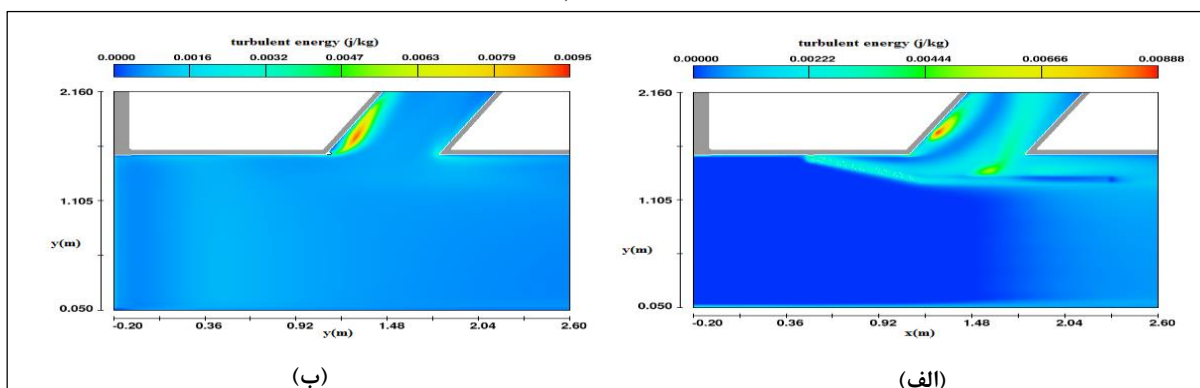 turbulent energy (j/kg)
0.0000 0.0016 0.0032 0.0047 0.0063 0.0079 0.0095
2.160
1.105
y(m)
0.050
-0.20 0.36 0.92 1.48 2.04 2.60
y(m)
(ب)
turbulent energy (j/kg)
0.00000 0.00222 0.00444 0.00666 0.00888
2.160
1.105
y(m)
0.050
-0.20 0.36 0.92 1.48 2.04 2.60
x(m)
(الف)